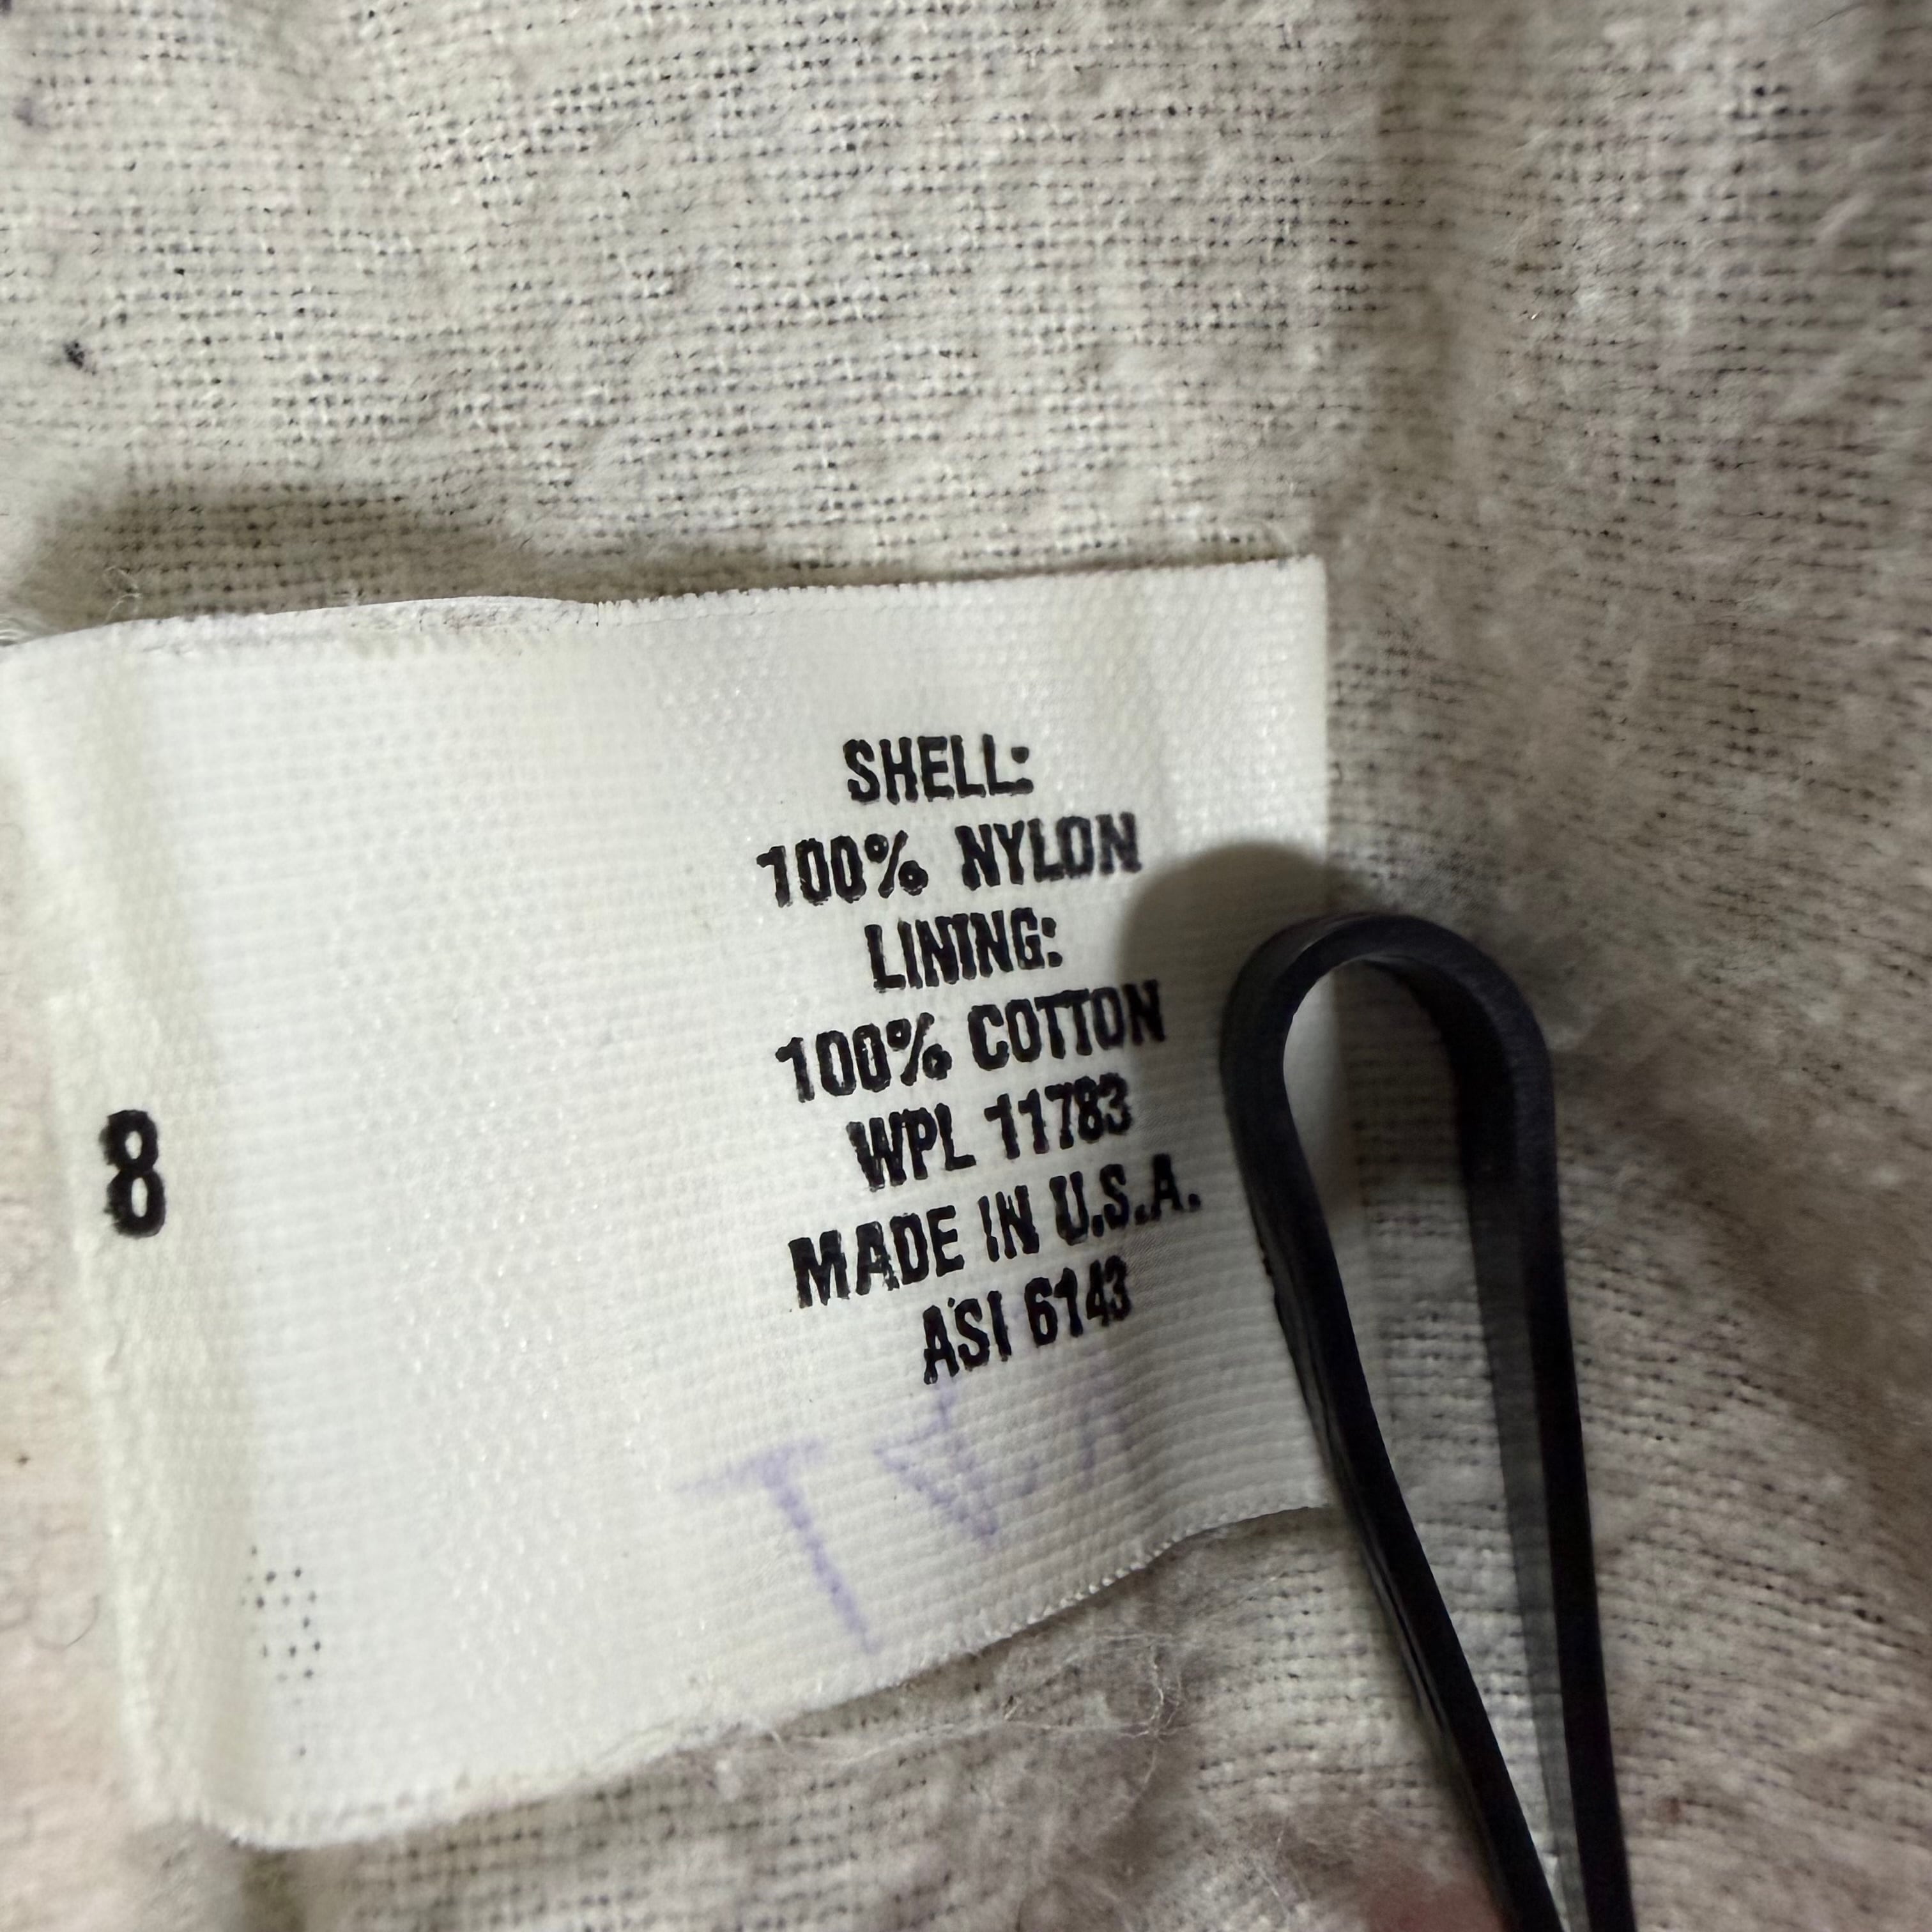 SHELL:
100% NYLON
LINING:
100% COTTON
WPL 11783
MADE IN U.S.A.
ASI 6143
8